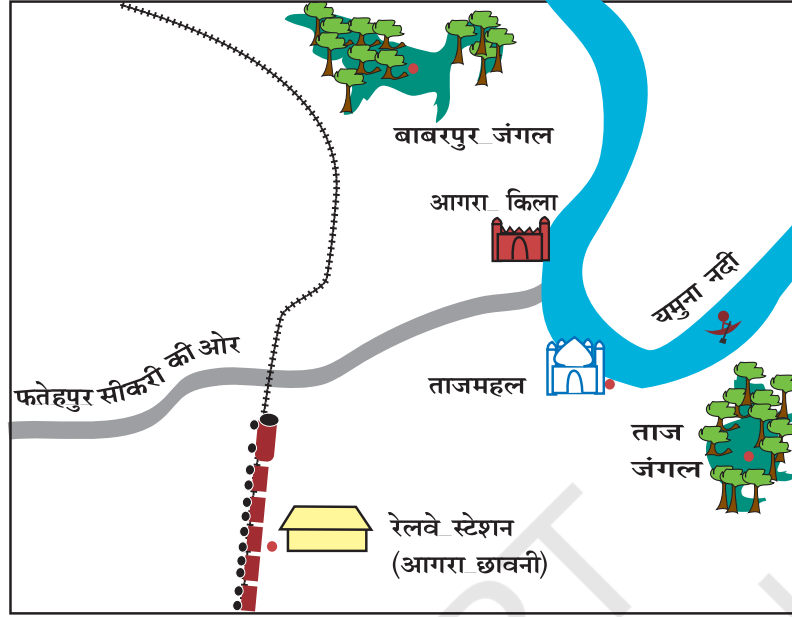 बाबरपुर जंगल
आगरा किला
यमुना नदी
फतेहपुर सीकरी की ओर
ताजमहल
ताज
जंगल
रेलवे स्टेशन
(आगरा छावनी)